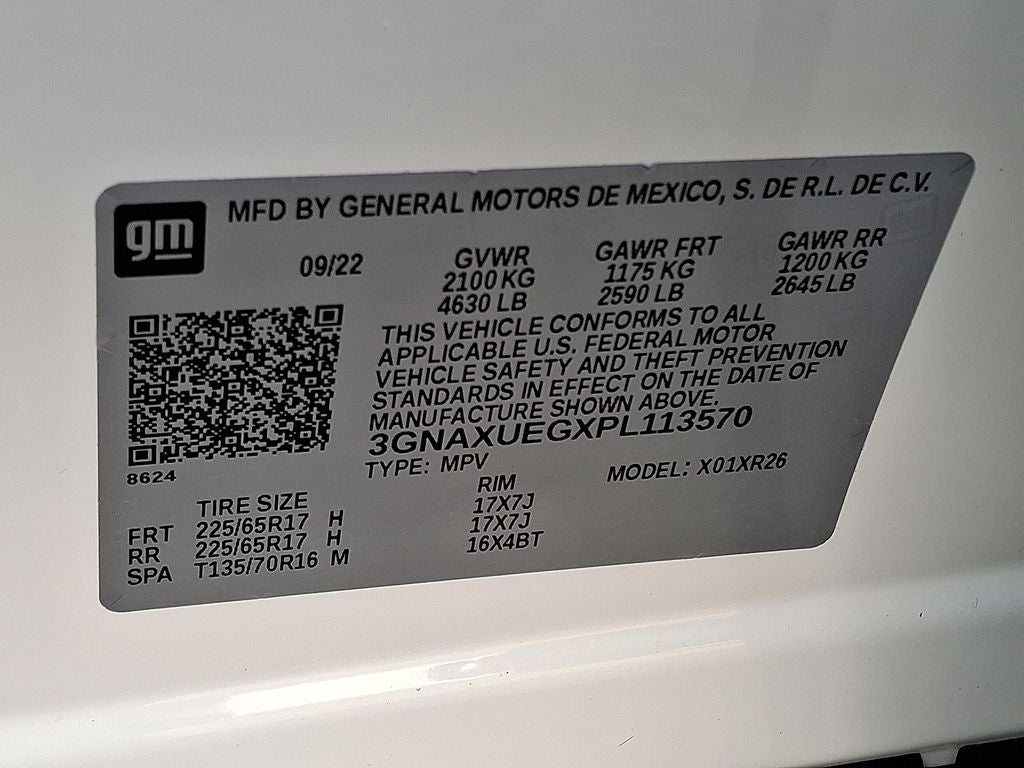 gm
MFD BY GENERAL MOTORS DE MEXICO, S. DE R.L. DE C.V.
09/22 GVWR GAWR FRT GAWR RR
2100 KG 1175 KG 1200 KG
4630 LB 2590 LB 2645 LB
THIS VEHICLE CONFORMS TO ALL
APPLICABLE U.S. FEDERAL MOTOR
VEHICLE SAFETY AND THEFT PREVENTION
STANDARDS IN EFFECT ON THE DATE OF
MANUFACTURE SHOWN ABOVE.
3GNAXUEGXPL113570
8624 TYPE: MPV MODEL: X01XR26
TIRE SIZE RIM
FRT 225/65R17 H 17X7J
RR 225/65R17 H 17X7J
SPA T135/70R16 M 16X4BT